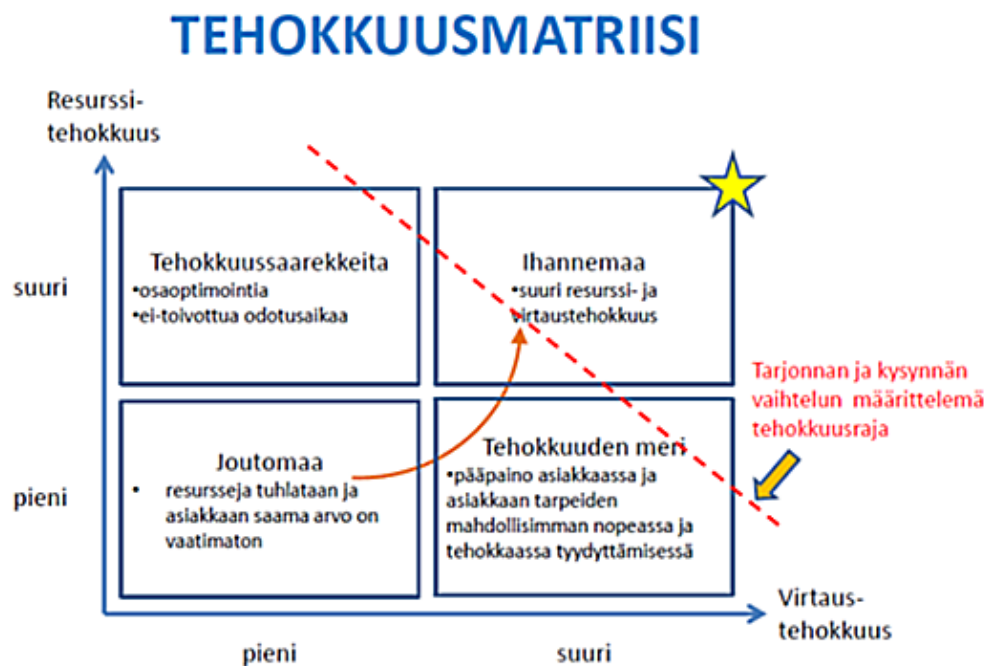 TEHOKKUUSMATRIISI
Resurssi-
tehokkuus
suuri
Tehokkuussaarekkeita
•osaoptimointia
•ei-toivottua odotusaikaa
Ihannemaa
•suuri resurssi- ja
virtaustehokkuus
Tarjonnan ja kysynnän
vaihtelun määrittelemä
tehokkuusraja
pieni
Joutomaa
• resursseja tuhlataan ja
asiakkaan saama arvo on
vaatimaton
Tehokkuuden meri
•pääpaino asiakkaassa ja
asiakkaan tarpeiden
mahdollisimman nopeassa ja
tehokkaassa tyydyttämisessä
Virtaus-
tehokkuus
pieni
suuri